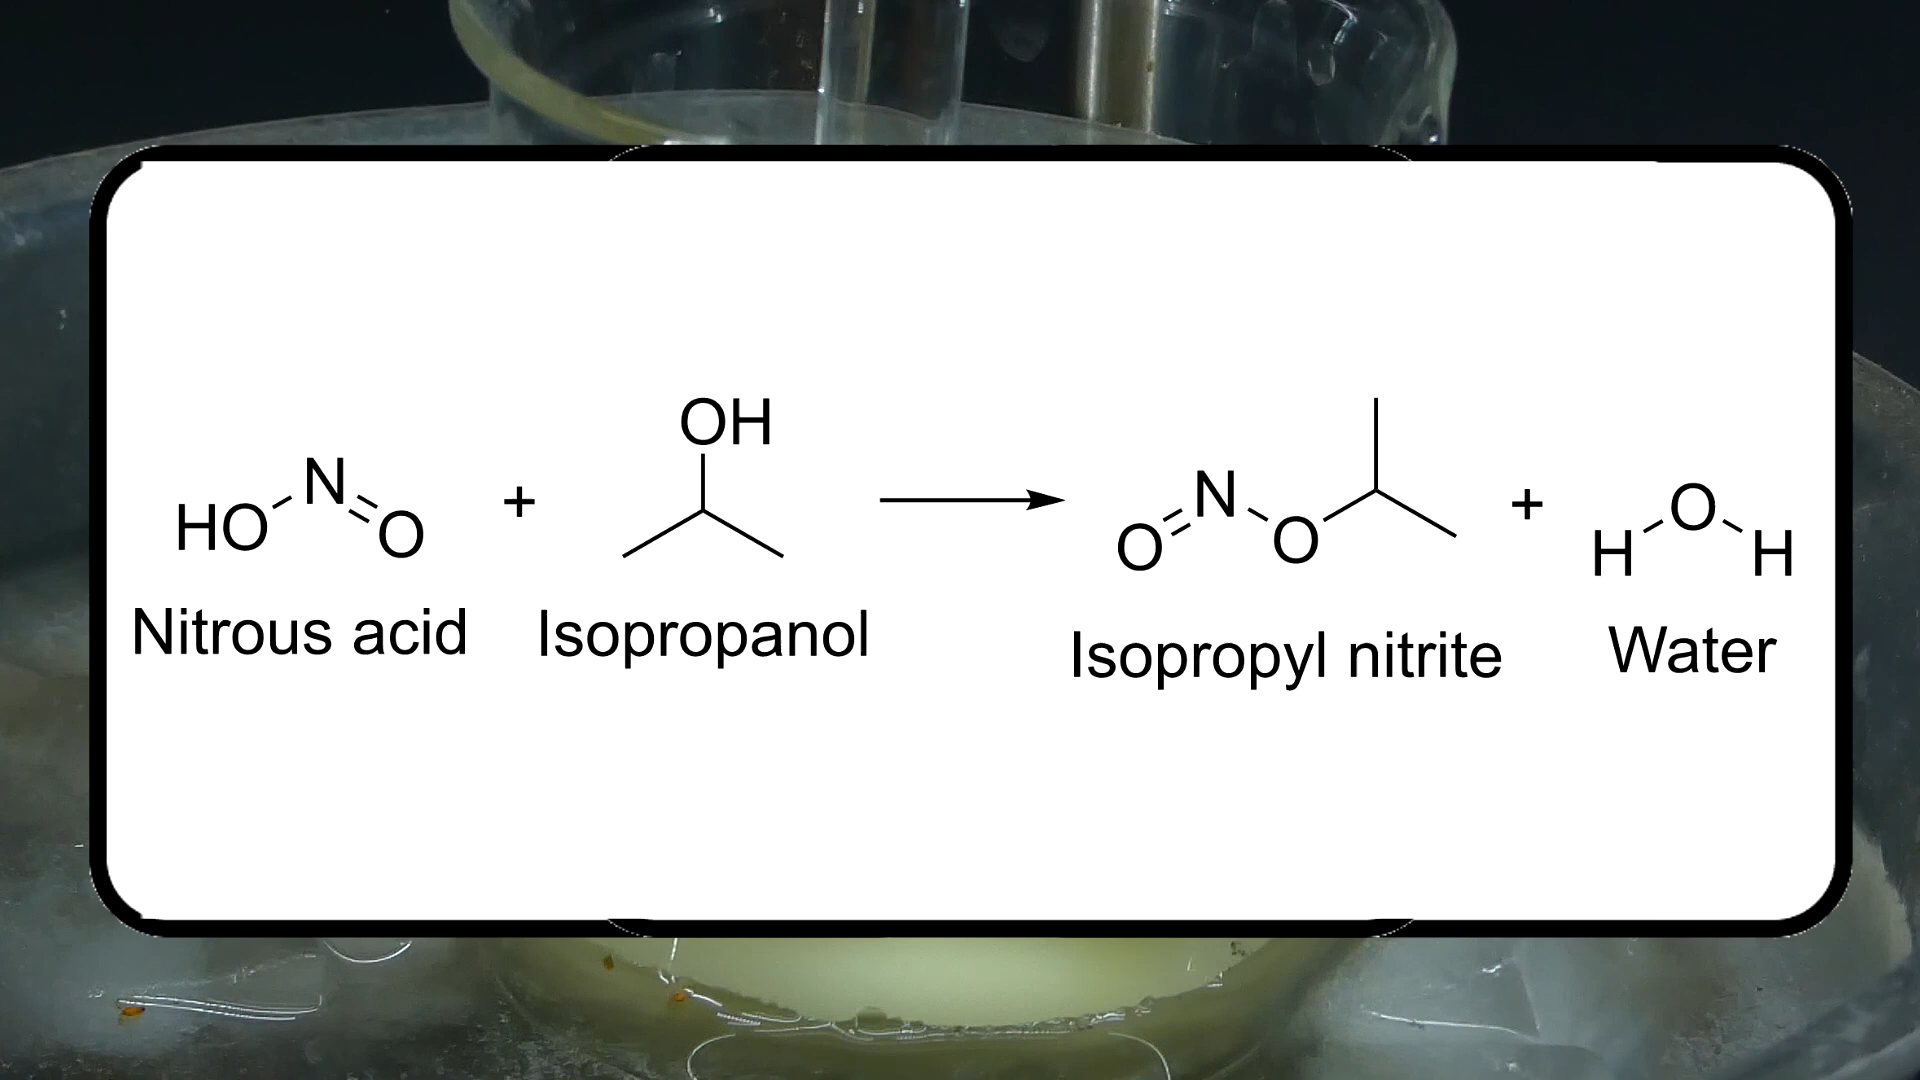 HO N O + OH → O N O + H O H
Nitrous acid Isopropanol Isopropyl nitrite Water